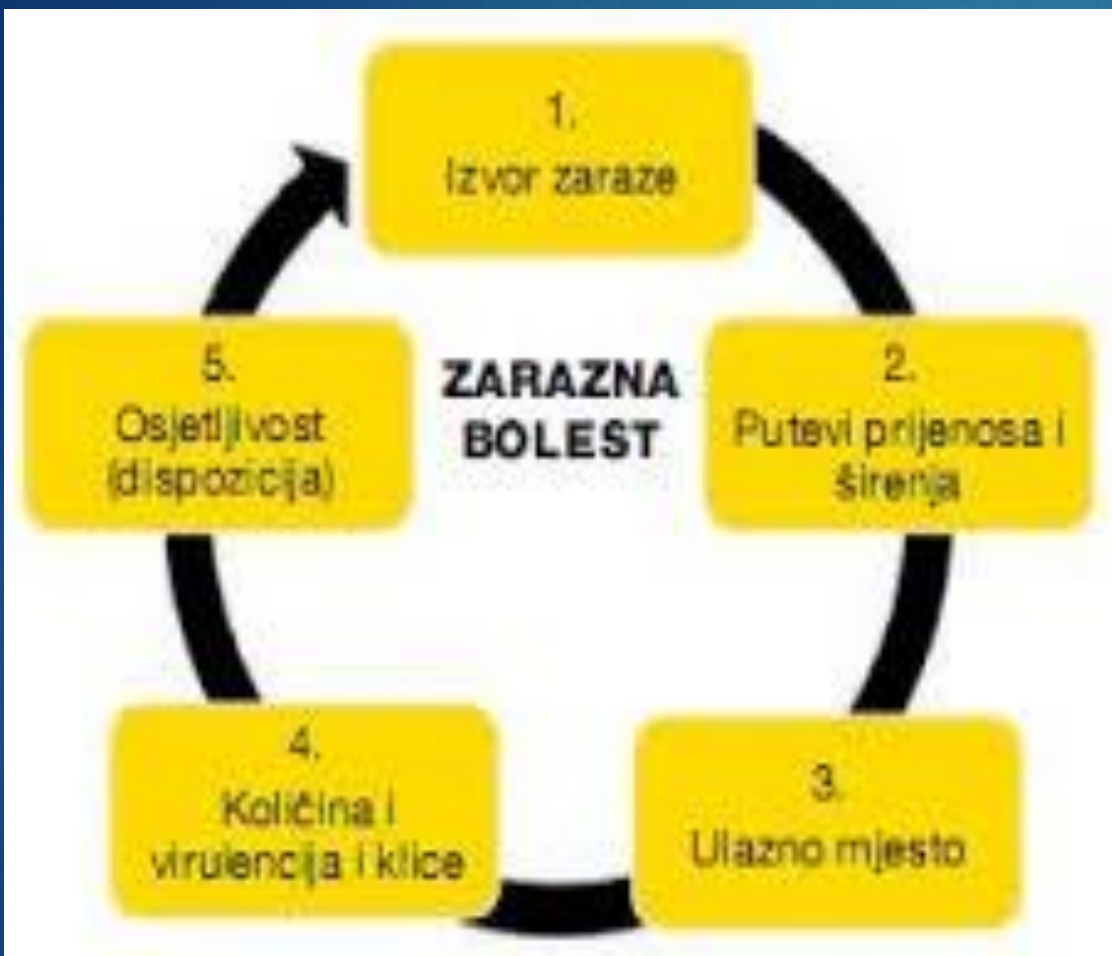 1.
Izvor zaraze
2.
Putevi prijenosa i
širenja
3.
Ulazno mjesto
4.
Količina i
virulencija i klice
5.
Osjetljivost
(dispozicija)
ZARAZNA
BOLEST